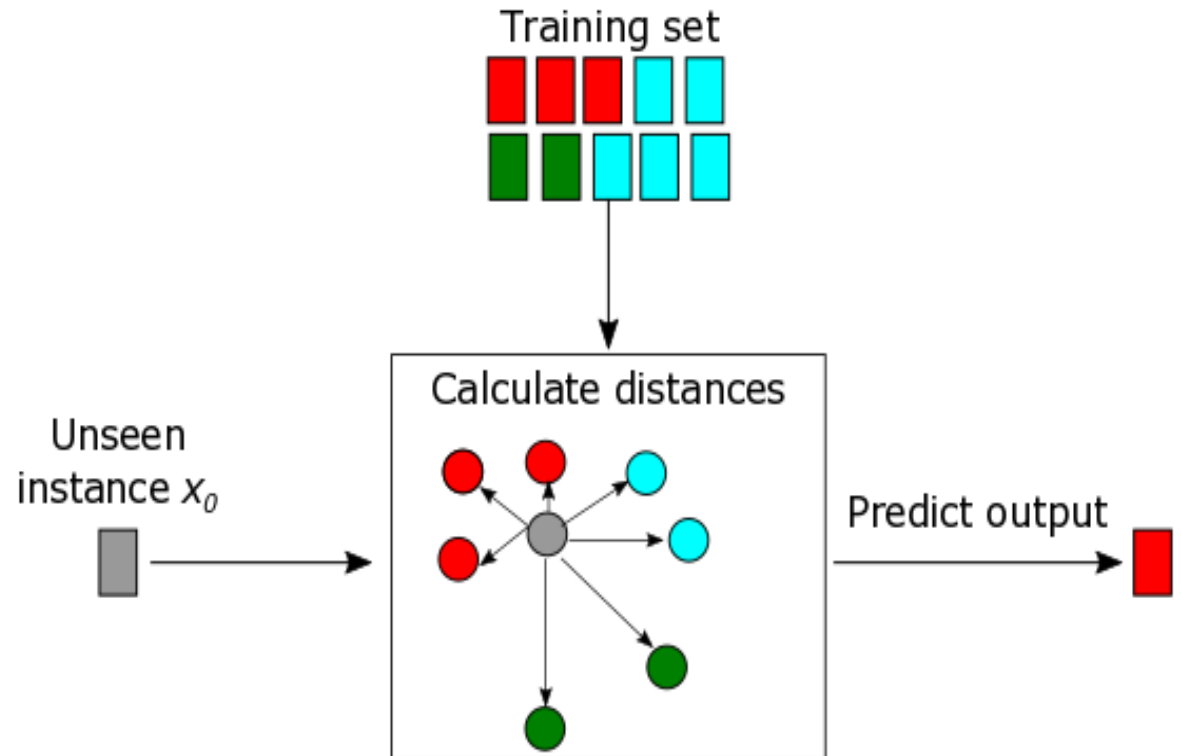 Training set
Calculate distances
Unseen
instance x₀
Predict output